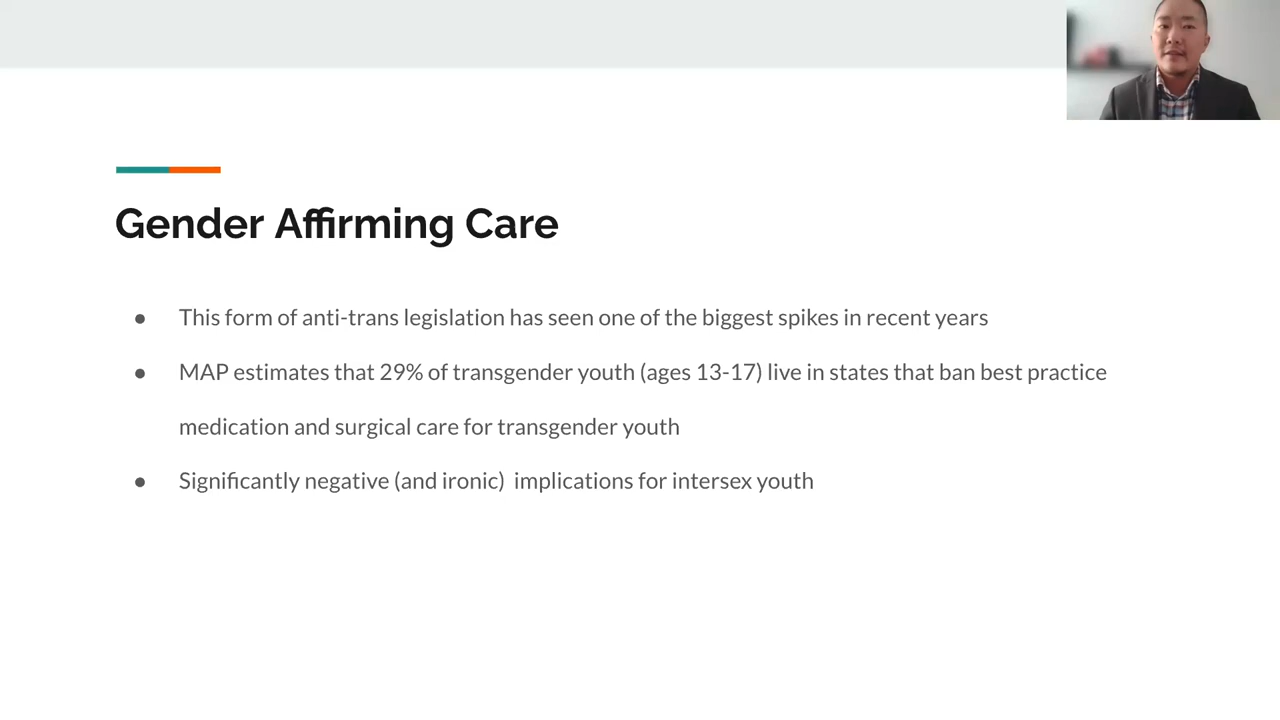 Gender Affirming Care
● This form of anti-trans legislation has seen one of the biggest spikes in recent years
● MAP estimates that 29% of transgender youth (ages 13-17) live in states that ban best practice
medication and surgical care for transgender youth
● Significantly negative (and ironic)  implications for intersex youth